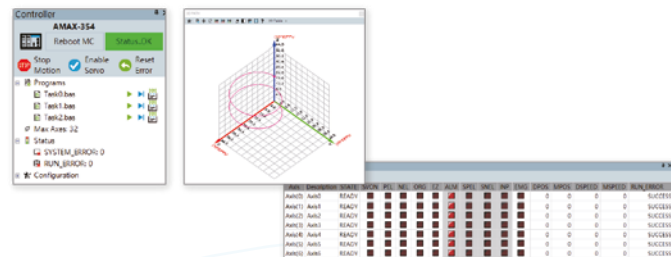 Controller
AMAX-354
Reboot MC
Status:OK
Stop Motion
Enable Servo
Reset Error
Programs
Task0.bas
Task1.bas
Task2.bas
Max Axes: 32
Status
SYSTEM_ERROR: 0
RUN_ERROR: 0
Configuration
Axis Description STATE SVON PEL NEL ORG EZ ALM SPEL SNEL INP EMG DPOS MPOS DSPEED MSPEED RUN_ERROR
Axis(0) Axis0 READY 0 0 0 0 SUCCESS
Axis(1) Axis1 READY 0 0 0 0 SUCCESS
Axis(2) Axis2 READY 0 0 0 0 SUCCESS
Axis(3) Axis3 READY 0 0 0 0 SUCCESS
Axis(4) Axis4 READY 0 0 0 0 SUCCESS
Axis(5) Axis5 READY 0 0 0 0 SUCCESS
Axis(6) Axis6 READY 0 0 0 0 SUCCESS